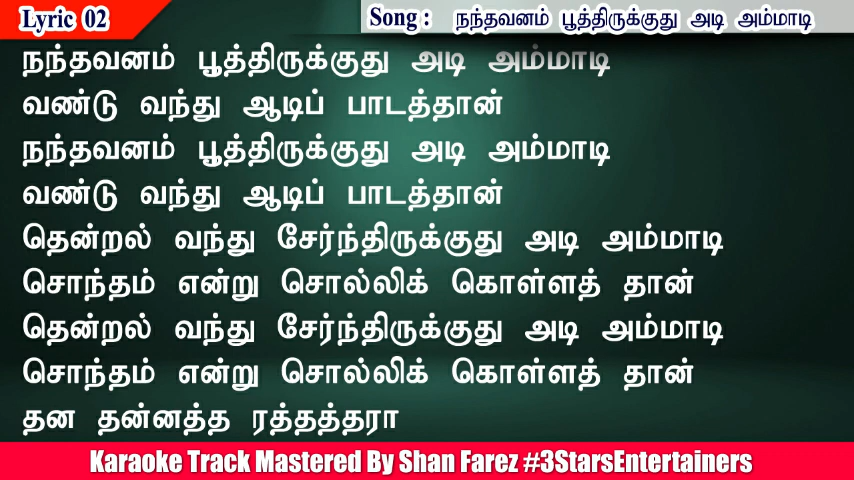 Lyric 02
Song : நந்தவனம் பூத்திருக்குது அடி அம்மாடி
நந்தவனம் பூத்திருக்குது அடி அம்மாடி
வண்டு வந்து ஆடிப் பாடத்தான்
நந்தவனம் பூத்திருக்குது அடி அம்மாடி
வண்டு வந்து ஆடிப் பாடத்தான்
தென்றல் வந்து சேர்ந்திருக்குது அடி அம்மாடி
சொந்தம் என்று சொல்லிக் கொள்ளத் தான்
தென்றல் வந்து சேர்ந்திருக்குது அடி அம்மாடி
சொந்தம் என்று சொல்லிக் கொள்ளத் தான்
தன தன்னத்த ரத்தத்தரா
Karaoke Track Mastered By Shan Farez #3StarsEntertainers